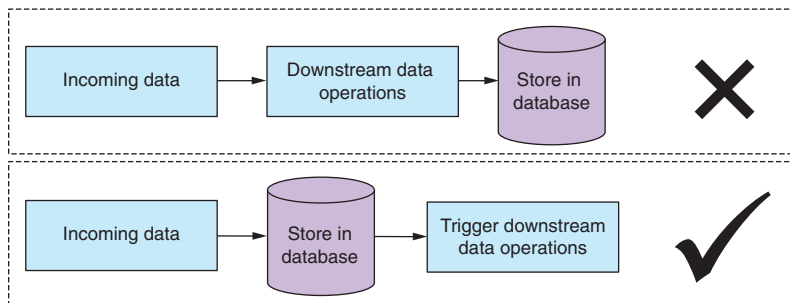 Incoming data
Downstream data
operations
Store in
database
Incoming data
Store in
database
Trigger downstream
data operations